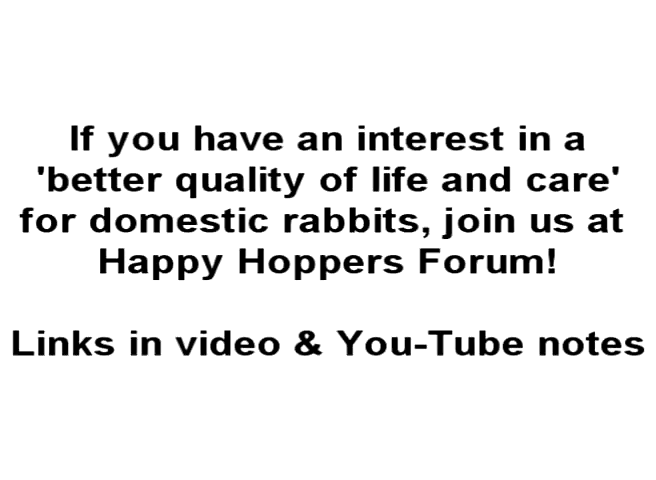 If you have an interest in a
'better quality of life and care'
for domestic rabbits, join us at
Happy Hoppers Forum!
Links in video & You-Tube notes